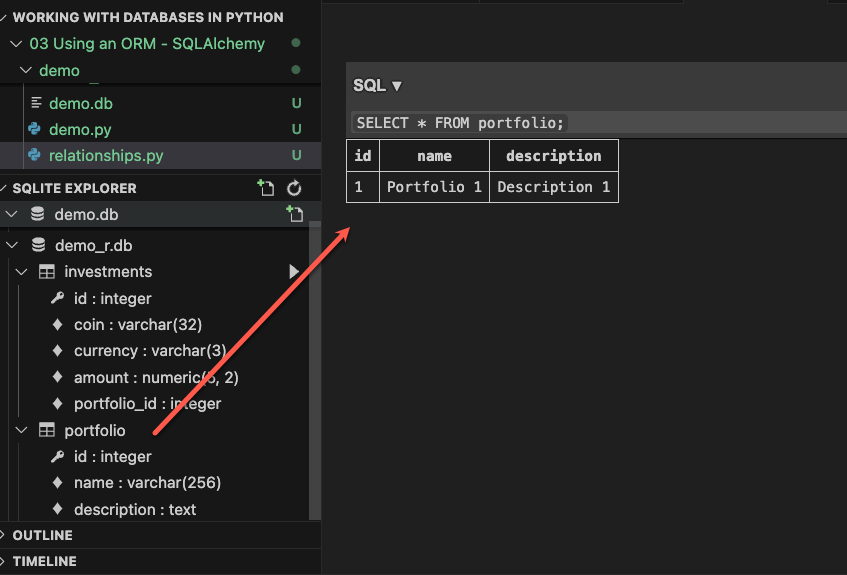 WORKING WITH DATABASES IN PYTHON
03 Using an ORM - SQLAlchemy
demo
demo.db U
demo.py U
relationships.py U
SQLITE EXPLORER
demo.db
demo_r.db
investments
id : integer
coin : varchar(32)
currency : varchar(3)
amount : numeric(5, 2)
portfolio_id : integer
portfolio
id : integer
name : varchar(256)
description : text
OUTLINE
TIMELINE
SQL ▼
SELECT * FROM portfolio;
id name description
1 Portfolio 1 Description 1